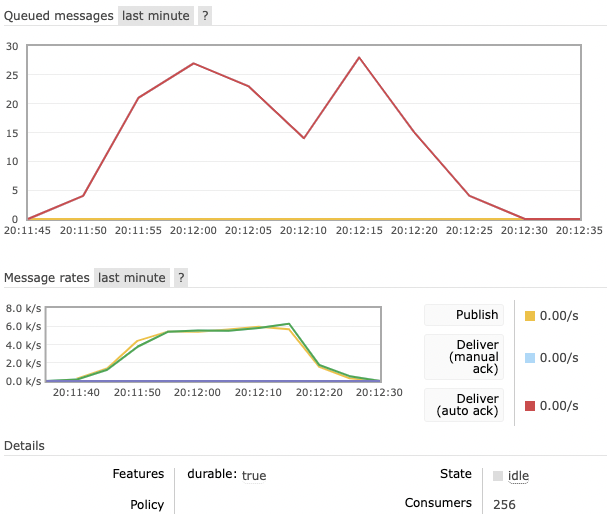 Queued messages last minute ?
30
25
20
15
10
5
0
20:11:45 20:11:50 20:11:55 20:12:00 20:12:05 20:12:10 20:12:15 20:12:20 20:12:25 20:12:30 20:12:35
Message rates last minute ?
8.0 k/s
6.0 k/s
4.0 k/s
2.0 k/s
0.0 k/s
20:11:40 20:11:50 20:12:00 20:12:10 20:12:20 20:12:30
Publish 0.00/s
Deliver
(manual 0.00/s
ack)
Deliver
(auto ack) 0.00/s
Details
Features durable: true State idle
Policy Consumers 256